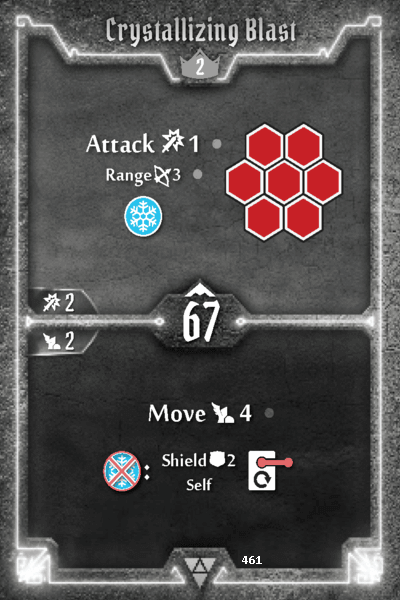 Crystallizing Blast
2
Attack 1
Range 3
2
67
2
Move 4
: Shield 2
Self
461